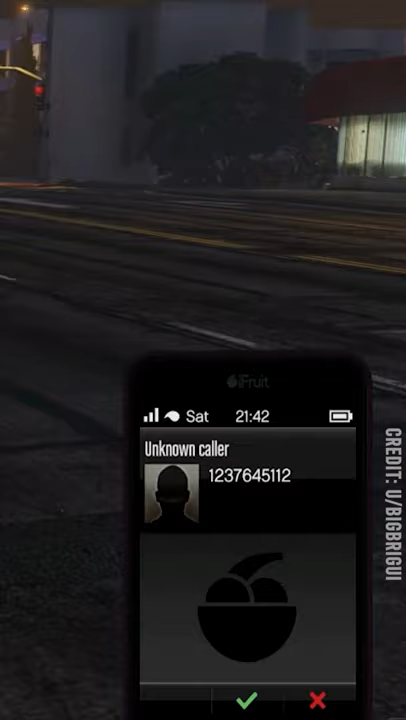 iFruit
Sat 21:42
Unknown caller
1237645112
CREDIT: U/BIGBRIGUI